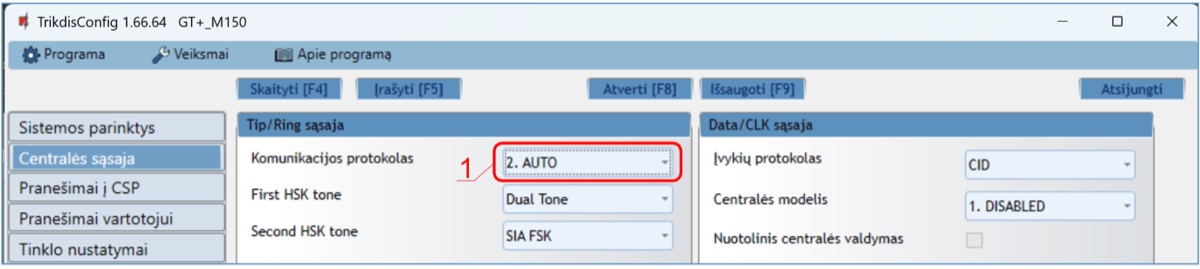 TrikdisConfig 1.66.64 GT+_M150
Programa Veiksmai Apie programą
Skaityti [F4] Įrašyti [F5] Atverti [F8] Išsaugoti [F9] Atsijungti
Sistemos parinktys
Centralės sąsaja
Pranešimai į CSP
Pranešimai vartotojui
Tinklo nustatymai
Tip/Ring sąsaja
Komunikacijos protokolas 1 2. AUTO
First HSK tone Dual Tone
Second HSK tone SIA FSK
Data/CLK sąsaja
Įvykių protokolas CID
Centralės modelis 1. DISABLED
Nuotolinis centralės valdymas